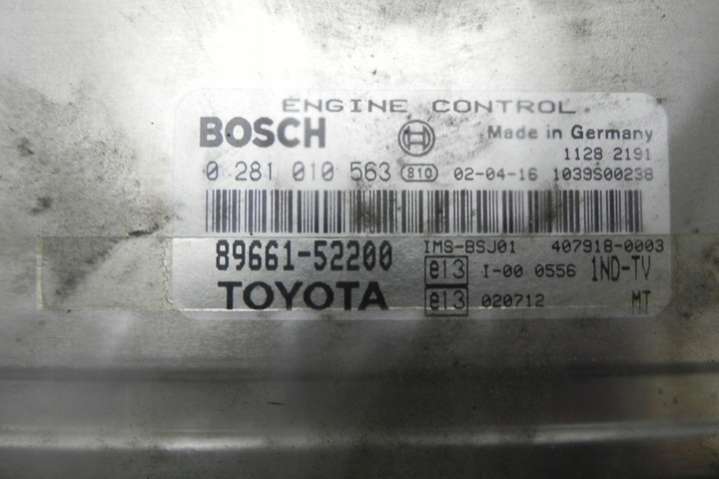 ENGINE CONTROL.
BOSCH Made in Germany
1128 2191
0 281 010 563 810 02-04-16 1039S00238
89661-52200 IMS-BSJ01 407918-0003
e13 I-00 0556 1ND-TV
TOYOTA e13 020712 MT